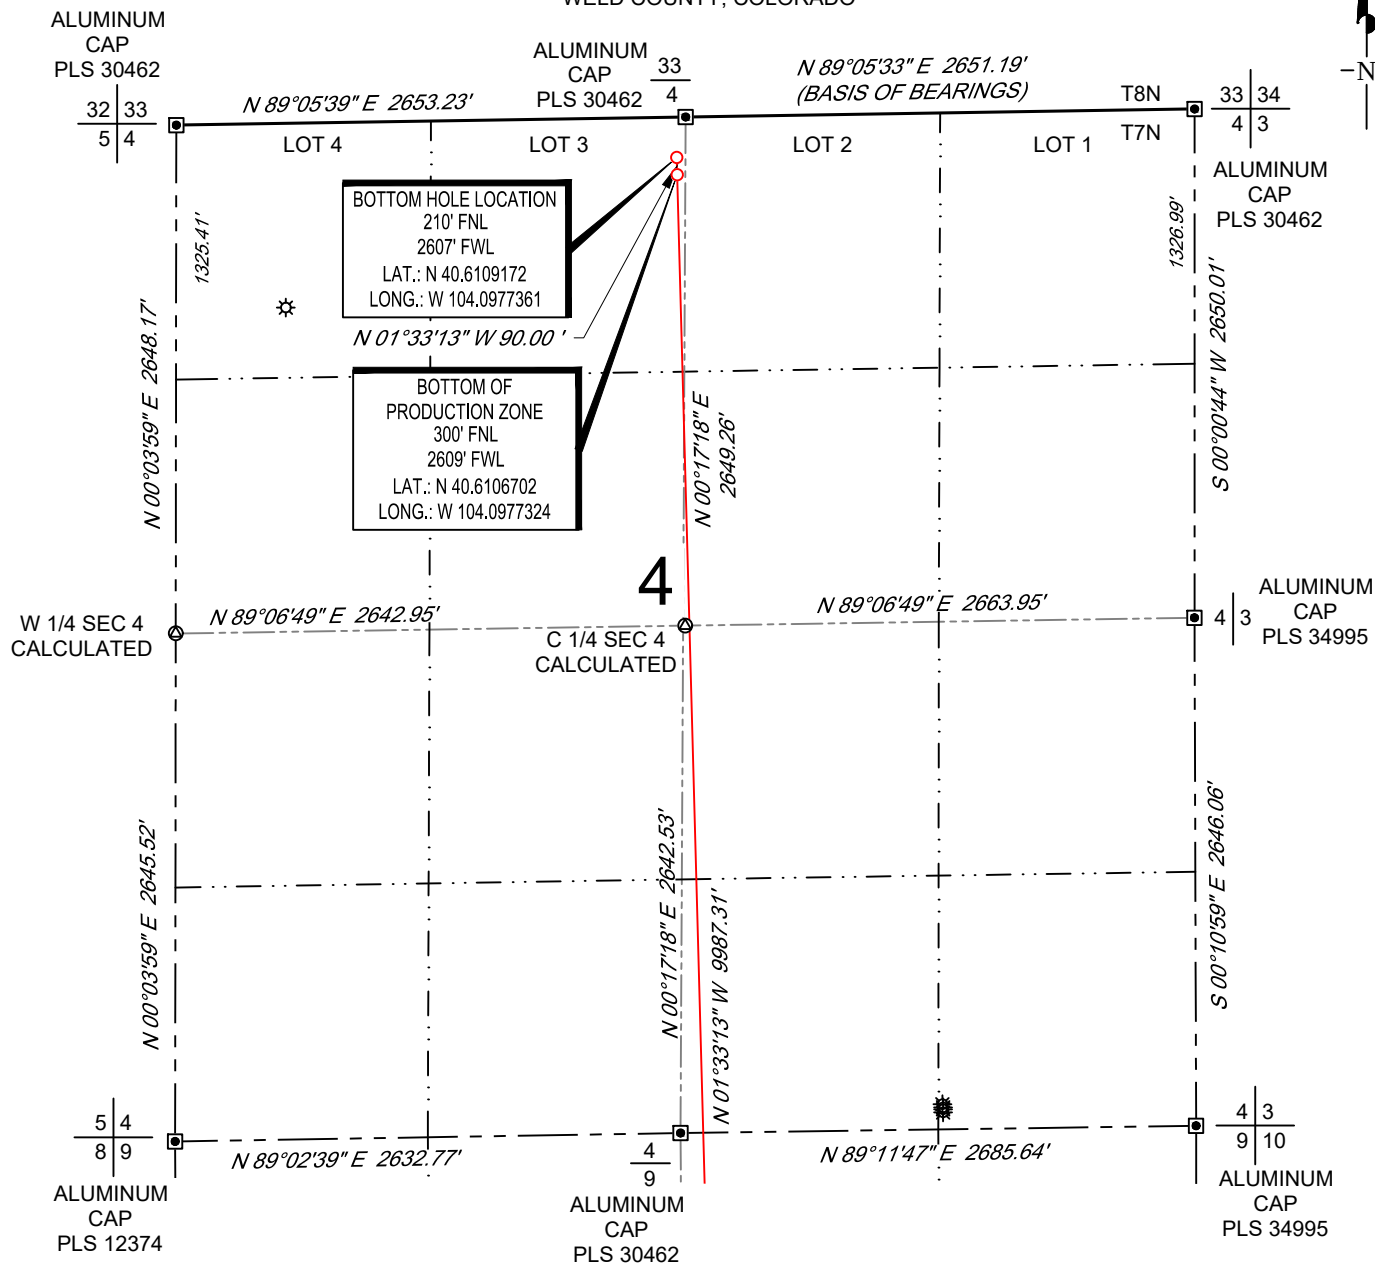 ALUMINUM
CAP
PLS 30462
32 33
5 4
N 89°05'39" E 2653.23'
ALUMINUM
CAP
PLS 30462
33
4
N 89°05'33" E 2651.19'
(BASIS OF BEARINGS)
T8N
T7N
33 34
4 3
ALUMINUM
CAP
PLS 30462
N
LOT 4
LOT 3
LOT 2
LOT 1
1325.41'
1326.99'
BOTTOM HOLE LOCATION
210' FNL
2607' FWL
LAT.: N 40.6109172
LONG.: W 104.0977361
N 01°33'13" W 90.00 '
BOTTOM OF
PRODUCTION ZONE
300' FNL
2609' FWL
LAT.: N 40.6106702
LONG.: W 104.0977324
N 00°03'59" E 2648.17'
N 00°17'18" E
2649.26'
S 00°00'44" W 2650.01'
4
W 1/4 SEC 4
CALCULATED
N 89°06'49" E 2642.95'
C 1/4 SEC 4
CALCULATED
N 89°06'49" E 2663.95'
4 3
ALUMINUM
CAP
PLS 34995
N 00°03'59" E 2645.52'
N 00°17'18" E 2642.53'
N 01°33'13" W 9987.31'
S 00°10'59" E 2646.06'
5 4
8 9
ALUMINUM
CAP
PLS 12374
N 89°02'39" E 2632.77'
4
9
ALUMINUM
CAP
PLS 30462
N 89°11'47" E 2685.64'
4 3
9 10
ALUMINUM
CAP
PLS 34995